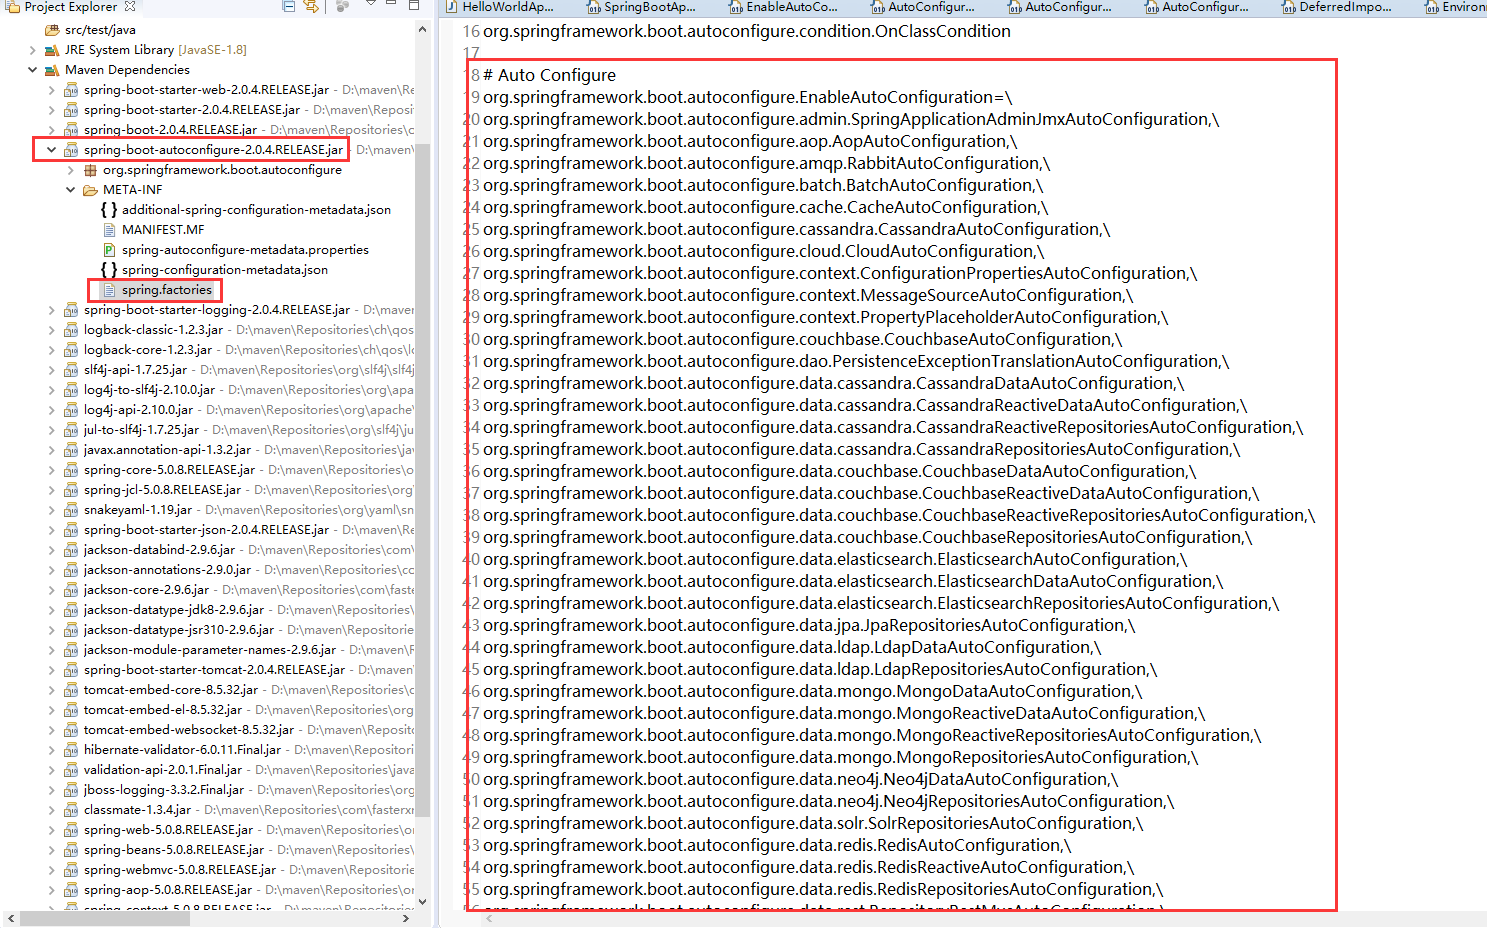 Project Explorer
src/test/java
JRE System Library [JavaSE-1.8]
Maven Dependencies
spring-boot-starter-web-2.0.4.RELEASE.jar - D:\maven\Rep
spring-boot-starter-2.0.4.RELEASE.jar - D:\maven\Reposi
spring-boot-2.0.4.RELEASE.jar - D:\maven\Repositories\c
spring-boot-autoconfigure-2.0.4.RELEASE.jar - D:\maven\
org.springframework.boot.autoconfigure
META-INF
additional-spring-configuration-metadata.json
MANIFEST.MF
spring-autoconfigure-metadata.properties
spring-configuration-metadata.json
spring.factories
spring-boot-starter-logging-2.0.4.RELEASE.jar - D:\maven
logback-classic-1.2.3.jar - D:\maven\Repositories\ch\qos
logback-core-1.2.3.jar - D:\maven\Repositories\ch\qos\lo
slf4j-api-1.7.25.jar - D:\maven\Repositories\org\slf4j\slf4j
log4j-to-slf4j-2.10.0.jar - D:\maven\Repositories\org\apa
log4j-api-2.10.0.jar - D:\maven\Repositories\org\apache\
jul-to-slf4j-1.7.25.jar - D:\maven\Repositories\org\slf4j\ju
javax.annotation-api-1.3.2.jar - D:\maven\Repositories\jav
spring-core-5.0.8.RELEASE.jar - D:\maven\Repositories\o
spring-jcl-5.0.8.RELEASE.jar - D:\maven\Repositories\org\
snakeyaml-1.19.jar - D:\maven\Repositories\org\yaml\sn
spring-boot-starter-json-2.0.4.RELEASE.jar - D:\maven\Re
jackson-databind-2.9.6.jar - D:\maven\Repositories\com\
jackson-annotations-2.9.0.jar - D:\maven\Repositories\cc
jackson-core-2.9.6.jar - D:\maven\Repositories\com\faste
jackson-datatype-jdk8-2.9.6.jar - D:\maven\Repositories\
jackson-datatype-jsr310-2.9.6.jar - D:\maven\Repositorie
jackson-module-parameter-names-2.9.6.jar - D:\maven\R
spring-boot-starter-tomcat-2.0.4.RELEASE.jar - D:\maven
tomcat-embed-core-8.5.32.jar - D:\maven\Repositories\c
tomcat-embed-el-8.5.32.jar - D:\maven\Repositories\org
tomcat-embed-websocket-8.5.32.jar - D:\maven\Reposit
hibernate-validator-6.0.11.Final.jar - D:\maven\Repositor
validation-api-2.0.1.Final.jar - D:\maven\Repositories\java
jboss-logging-3.3.2.Final.jar - D:\maven\Repositories\org
classmate-1.3.4.jar - D:\maven\Repositories\com\fasterxr
spring-web-5.0.8.RELEASE.jar - D:\maven\Repositories\or
spring-beans-5.0.8.RELEASE.jar - D:\maven\Repositories\
spring-webmvc-5.0.8.RELEASE.jar - D:\maven\Repositorie
spring-aop-5.0.8.RELEASE.jar - D:\maven\Repositories\or
spring-context-5.0.8.RELEASE.jar - D:\maven\Repositories
HelloWorldAp... SpringBootAp... EnableAutoCo... AutoConfigur... AutoConfigur... AutoConfigur... DeferredImpo... Environ
16 org.springframework.boot.autoconfigure.condition.OnClassCondition
17
18 # Auto Configure
19 org.springframework.boot.autoconfigure.EnableAutoConfiguration=\
20 org.springframework.boot.autoconfigure.admin.SpringApplicationAdminJmxAutoConfiguration,\
21 org.springframework.boot.autoconfigure.aop.AopAutoConfiguration,\
22 org.springframework.boot.autoconfigure.amqp.RabbitAutoConfiguration,\
23 org.springframework.boot.autoconfigure.batch.BatchAutoConfiguration,\
24 org.springframework.boot.autoconfigure.cache.CacheAutoConfiguration,\
25 org.springframework.boot.autoconfigure.cassandra.CassandraAutoConfiguration,\
26 org.springframework.boot.autoconfigure.cloud.CloudAutoConfiguration,\
27 org.springframework.boot.autoconfigure.context.ConfigurationPropertiesAutoConfiguration,\
28 org.springframework.boot.autoconfigure.context.MessageSourceAutoConfiguration,\
29 org.springframework.boot.autoconfigure.context.PropertyPlaceholderAutoConfiguration,\
30 org.springframework.boot.autoconfigure.couchbase.CouchbaseAutoConfiguration,\
31 org.springframework.boot.autoconfigure.dao.PersistenceExceptionTranslationAutoConfiguration,\
32 org.springframework.boot.autoconfigure.data.cassandra.CassandraDataAutoConfiguration,\
33 org.springframework.boot.autoconfigure.data.cassandra.CassandraReactiveDataAutoConfiguration,\
34 org.springframework.boot.autoconfigure.data.cassandra.CassandraReactiveRepositoriesAutoConfiguration,\
35 org.springframework.boot.autoconfigure.data.cassandra.CassandraRepositoriesAutoConfiguration,\
36 org.springframework.boot.autoconfigure.data.couchbase.CouchbaseDataAutoConfiguration,\
37 org.springframework.boot.autoconfigure.data.couchbase.CouchbaseReactiveDataAutoConfiguration,\
38 org.springframework.boot.autoconfigure.data.couchbase.CouchbaseReactiveRepositoriesAutoConfiguration,\
39 org.springframework.boot.autoconfigure.data.couchbase.CouchbaseRepositoriesAutoConfiguration,\
40 org.springframework.boot.autoconfigure.data.elasticsearch.ElasticsearchAutoConfiguration,\
41 org.springframework.boot.autoconfigure.data.elasticsearch.ElasticsearchDataAutoConfiguration,\
42 org.springframework.boot.autoconfigure.data.elasticsearch.ElasticsearchRepositoriesAutoConfiguration,\
43 org.springframework.boot.autoconfigure.data.jpa.JpaRepositoriesAutoConfiguration,\
44 org.springframework.boot.autoconfigure.data.ldap.LdapDataAutoConfiguration,\
45 org.springframework.boot.autoconfigure.data.ldap.LdapRepositoriesAutoConfiguration,\
46 org.springframework.boot.autoconfigure.data.mongo.MongoDataAutoConfiguration,\
47 org.springframework.boot.autoconfigure.data.mongo.MongoReactiveDataAutoConfiguration,\
48 org.springframework.boot.autoconfigure.data.mongo.MongoReactiveRepositoriesAutoConfiguration,\
49 org.springframework.boot.autoconfigure.data.mongo.MongoRepositoriesAutoConfiguration,\
50 org.springframework.boot.autoconfigure.data.neo4j.Neo4jDataAutoConfiguration,\
51 org.springframework.boot.autoconfigure.data.neo4j.Neo4jRepositoriesAutoConfiguration,\
52 org.springframework.boot.autoconfigure.data.solr.SolrRepositoriesAutoConfiguration,\
53 org.springframework.boot.autoconfigure.data.redis.RedisAutoConfiguration,\
54 org.springframework.boot.autoconfigure.data.redis.RedisReactiveAutoConfiguration,\
55 org.springframework.boot.autoconfigure.data.redis.RedisRepositoriesAutoConfiguration,\
56 org.springframework.boot.autoconfigure.data.rest.RepositoryRestMvcAutoConfiguration,\